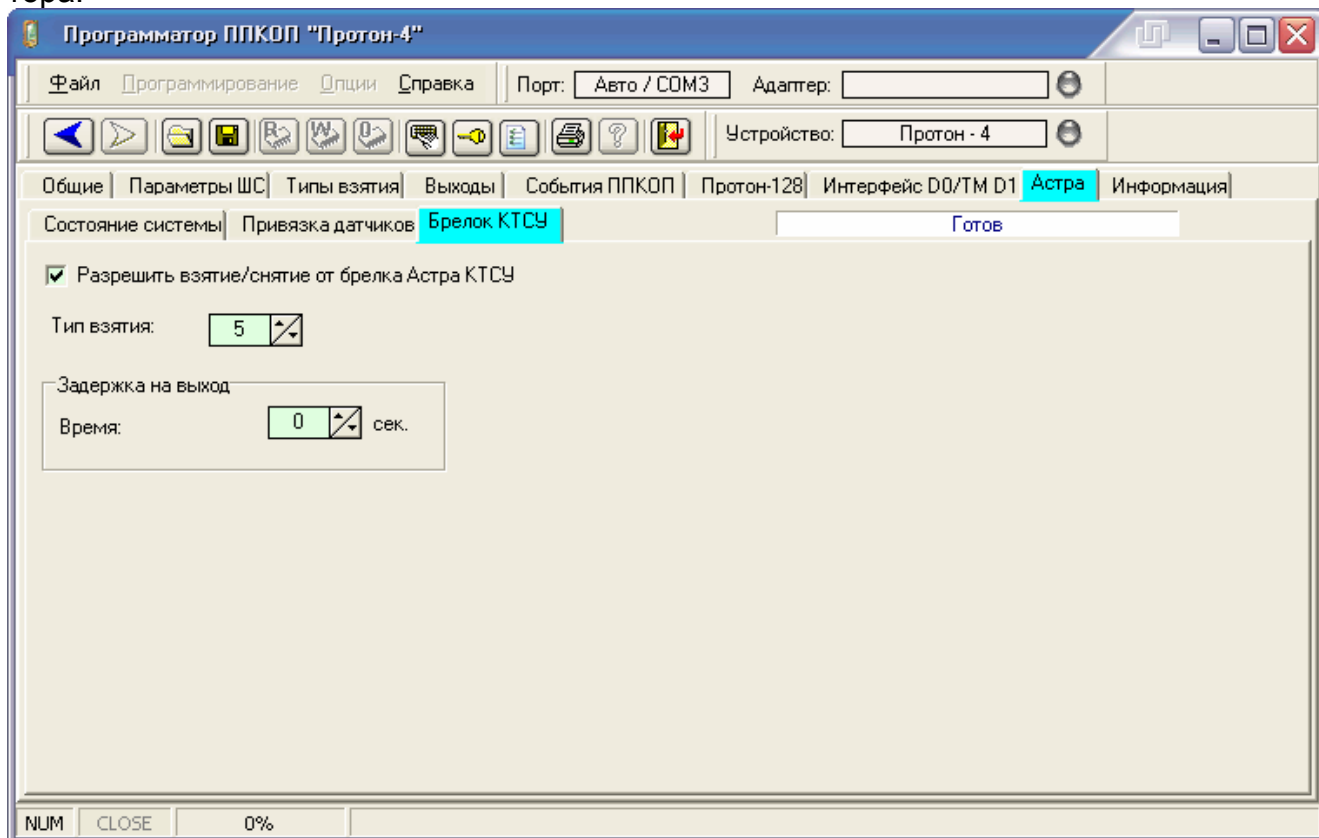 тора.
Программатор ППКОП "Протон-4"
Файл Программирование Опции Справка Порт: Авто / COM3 Адаптер:
R W O ? Устройство: Протон - 4
Общие Параметры ШС Типы взятия Выходы События ППКОП Протон-128 Интерфейс D0/TM D1 Астра Информация
Состояние системы Привязка датчиков Брелок КТСУ Готов
Разрешить взятие/снятие от брелка Астра КТСУ
Тип взятия: 5
Задержка на выход
Время: 0 сек.
NUM CLOSE 0%